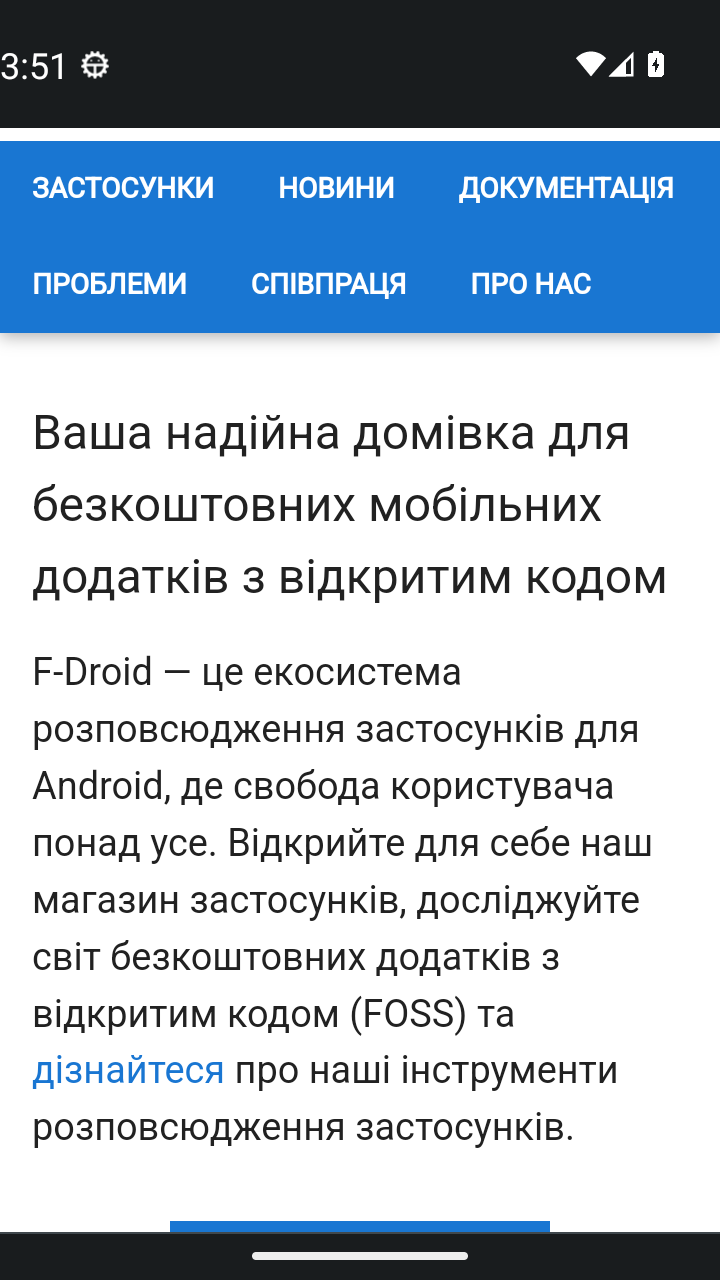 3:51
ЗАСТОСУНКИ НОВИНИ ДОКУМЕНТАЦІЯ
ПРОБЛЕМИ СПІВПРАЦЯ ПРО НАС
Ваша надійна домівка для
безкоштовних мобільних
додатків з відкритим кодом
F-Droid — це екосистема
розповсюдження застосунків для
Android, де свобода користувача
понад усе. Відкрийте для себе наш
магазин застосунків, досліджуйте
світ безкоштовних додатків з
відкритим кодом (FOSS) та
дізнайтеся про наші інструменти
розповсюдження застосунків.